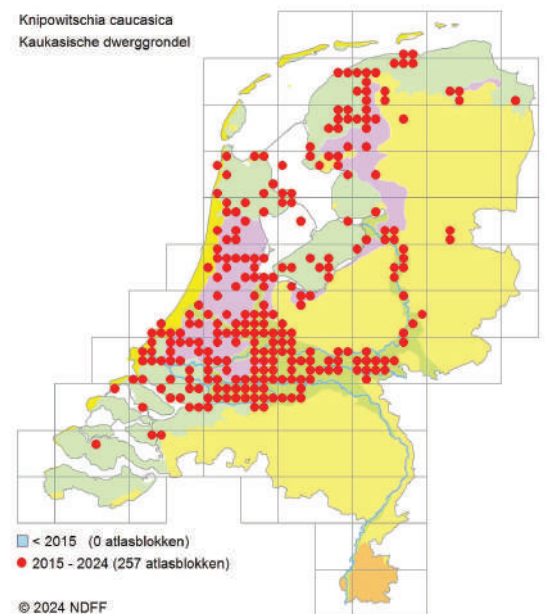 Knipowitschia caucasica
Kaukasische dwerggrondel
< 2015 (0 atlasblokken)
2015 - 2024 (257 atlasblokken)
© 2024 NDFF